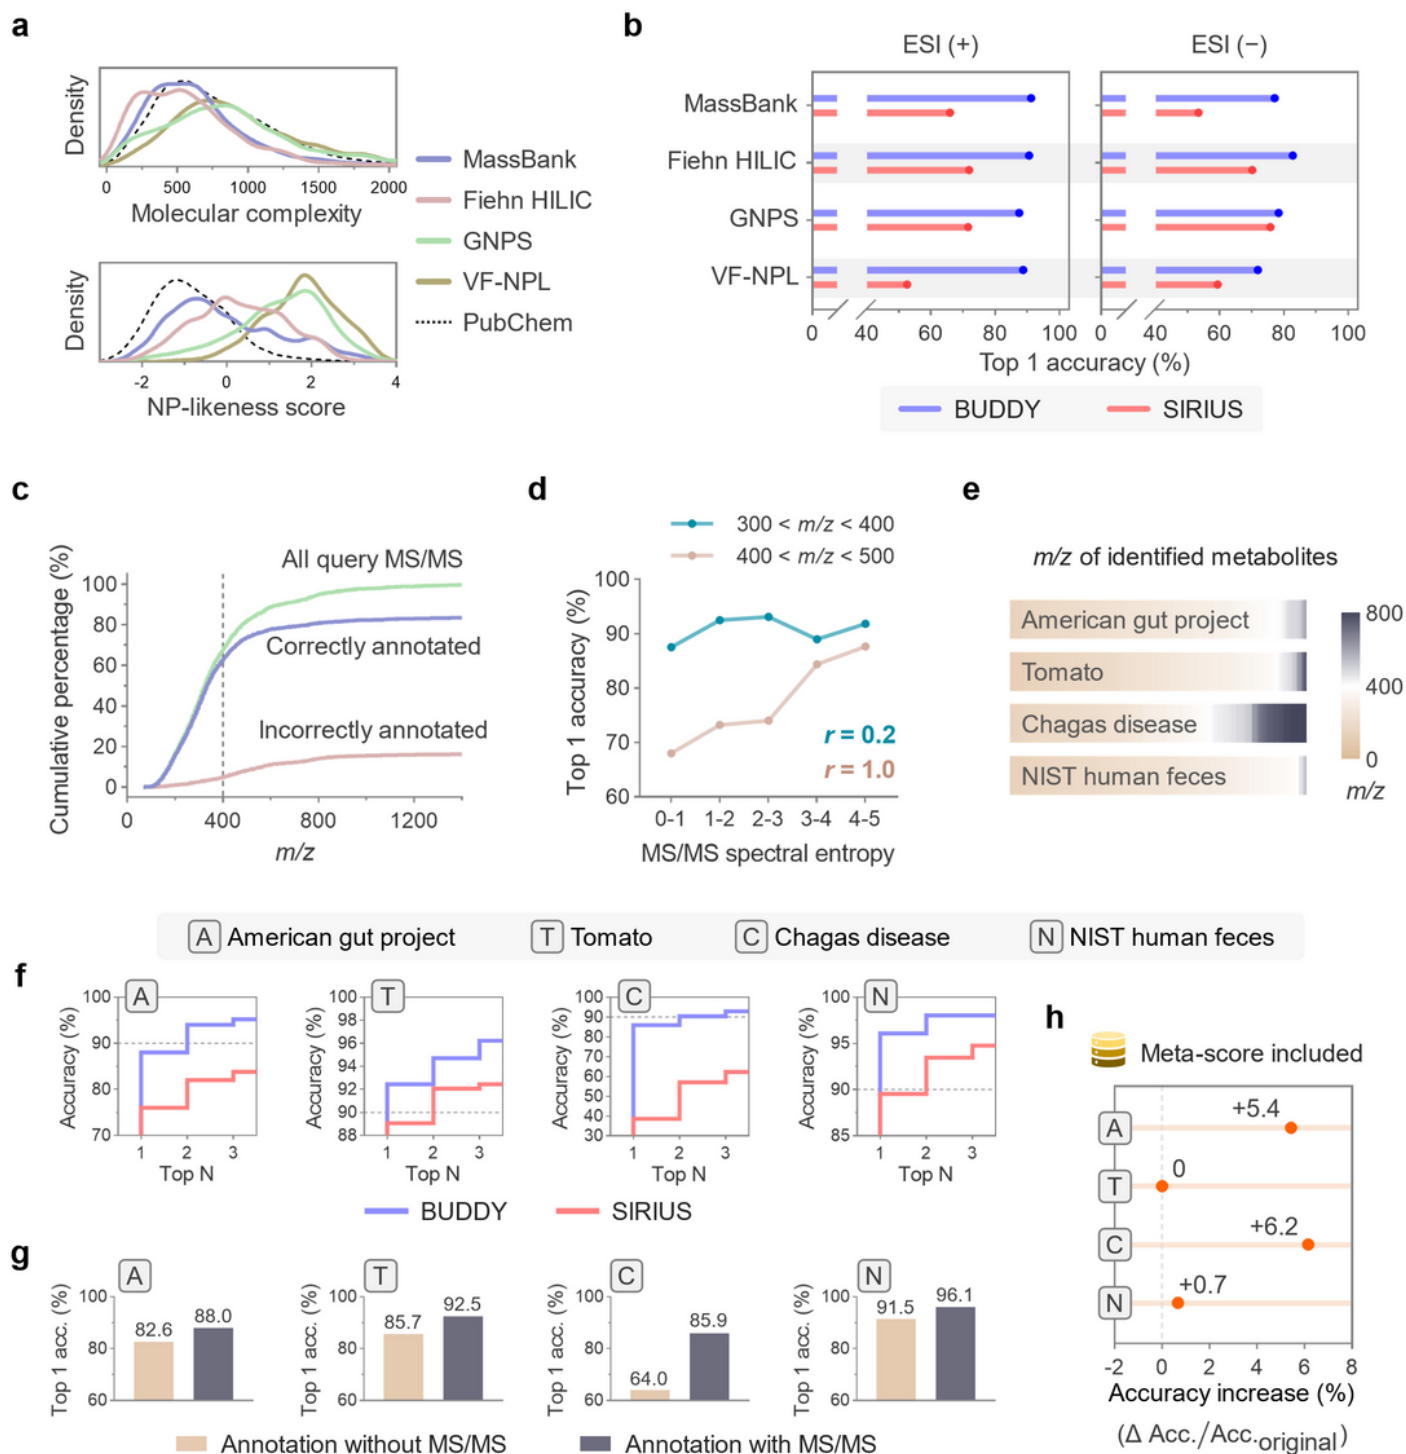 a
Density
0 500 1000 1500 2000
Molecular complexity
Density
-2 0 2 4
NP-likeness score
MassBank
Fiehn HILIC
GNPS
VF-NPL
PubChem
b
ESI (+) ESI (−)
MassBank
Fiehn HILIC
GNPS
VF-NPL
0 40 60 80 100 0 40 60 80 100
Top 1 accuracy (%)
BUDDY SIRIUS
c
Cumulative percentage (%)
100
80
60
40
20
0
All query MS/MS
Correctly annotated
Incorrectly annotated
0 400 800 1200
m/z
d
300 < m/z < 400
400 < m/z < 500
Top 1 accuracy (%)
100
90
80
70
60
r = 0.2
r = 1.0
0-1 1-2 2-3 3-4 4-5
MS/MS spectral entropy
e
m/z of identified metabolites
American gut project
Tomato
Chagas disease
NIST human feces
800
400
0
m/z
A American gut project T Tomato C Chagas disease N NIST human feces
f
A
Accuracy (%)
100
90
80
70
1 2 3
Top N
T
Accuracy (%)
100
98
96
94
92
90
88
1 2 3
Top N
C
Accuracy (%)
100
90
80
70
60
50
40
30
1 2 3
Top N
N
Accuracy (%)
100
95
90
85
1 2 3
Top N
BUDDY SIRIUS
g
A
Top 1 acc. (%)
100
80
60
82.6 88.0
T
Top 1 acc. (%)
100
80
60
85.7 92.5
C
Top 1 acc. (%)
100
80
60
64.0 85.9
N
Top 1 acc. (%)
100
80
60
91.5 96.1
Annotation without MS/MS Annotation with MS/MS
h
Meta-score included
A +5.4
T 0
C +6.2
N +0.7
-2 0 2 4 6 8
Accuracy increase (%)
(Δ Acc./Acc.original)